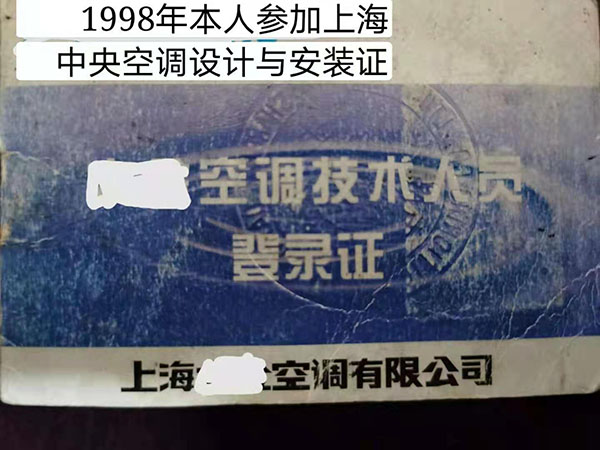 1998年本人参加上海
中央空调设计与安装证
空调技术人员
登录证
上海 空调有限公司